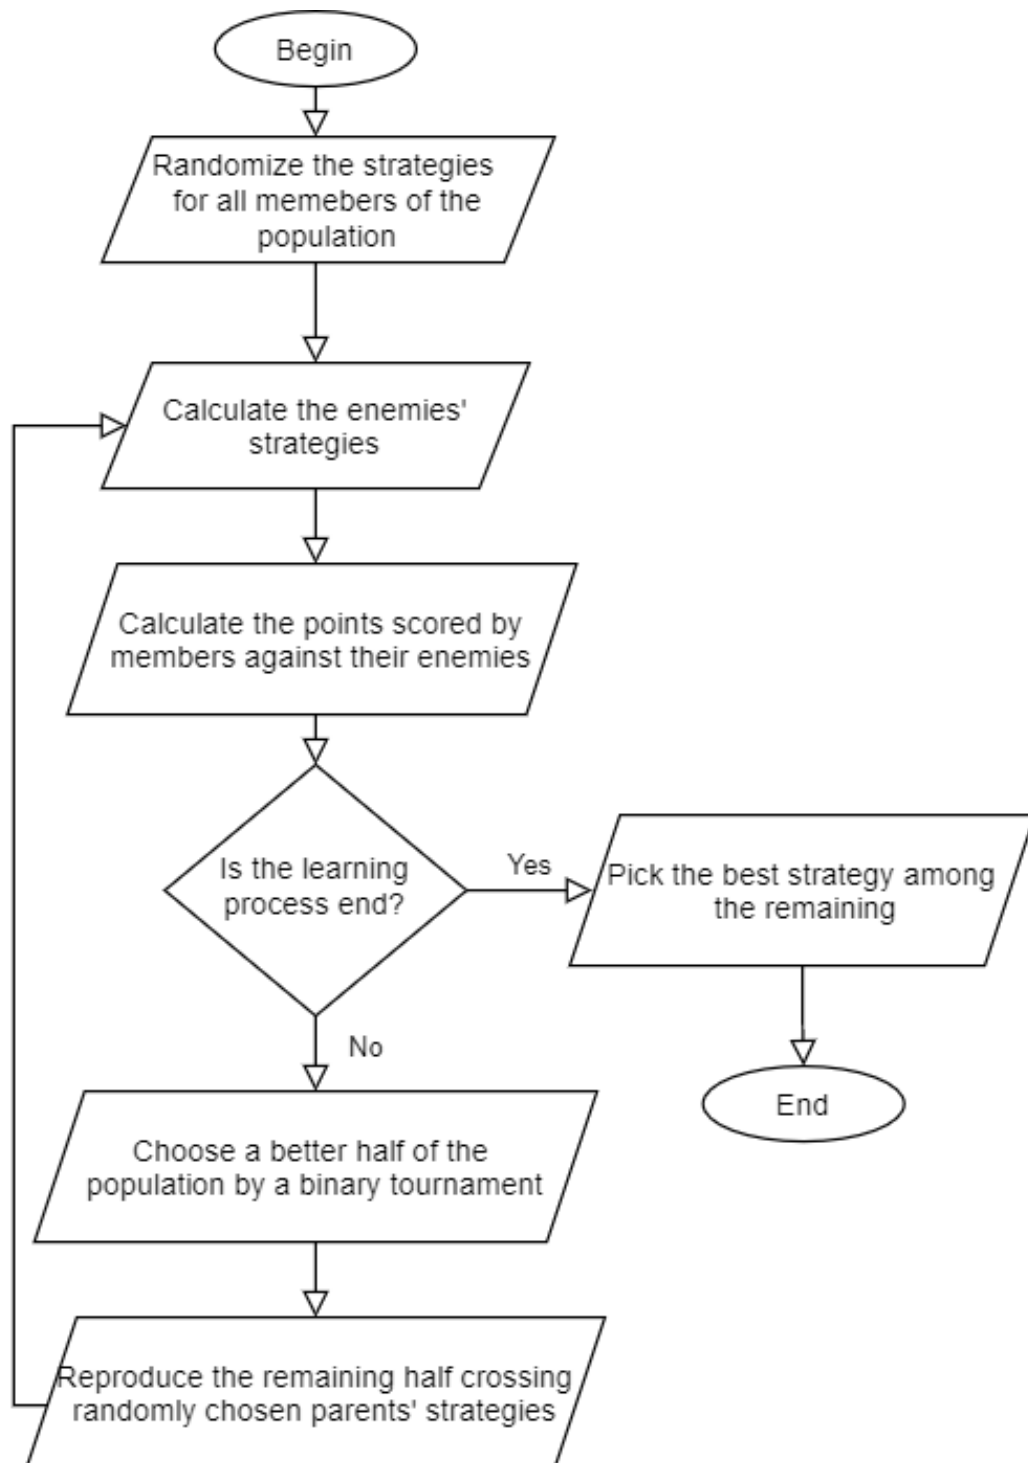 Begin
Randomize the strategies
for all memebers of the
population
Calculate the enemies'
strategies
Calculate the points scored by
members against their enemies
Is the learning
process end?
Yes
Pick the best strategy among
the remaining
End
No
Choose a better half of the
population by a binary tournament
Reproduce the remaining half crossing
randomly chosen parents' strategies